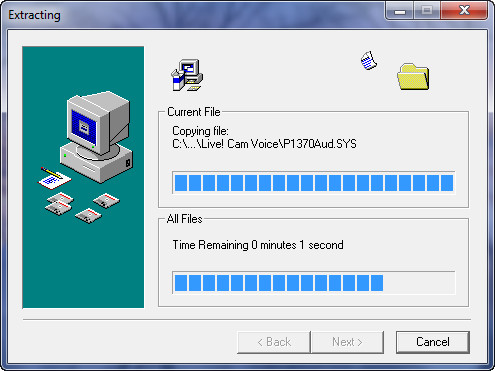 Extracting
Current File
Copying file:
C:\...\Live! Cam Voice\P1370Aud.SYS
All Files
Time Remaining 0 minutes 1 second
< Back
Next >
Cancel